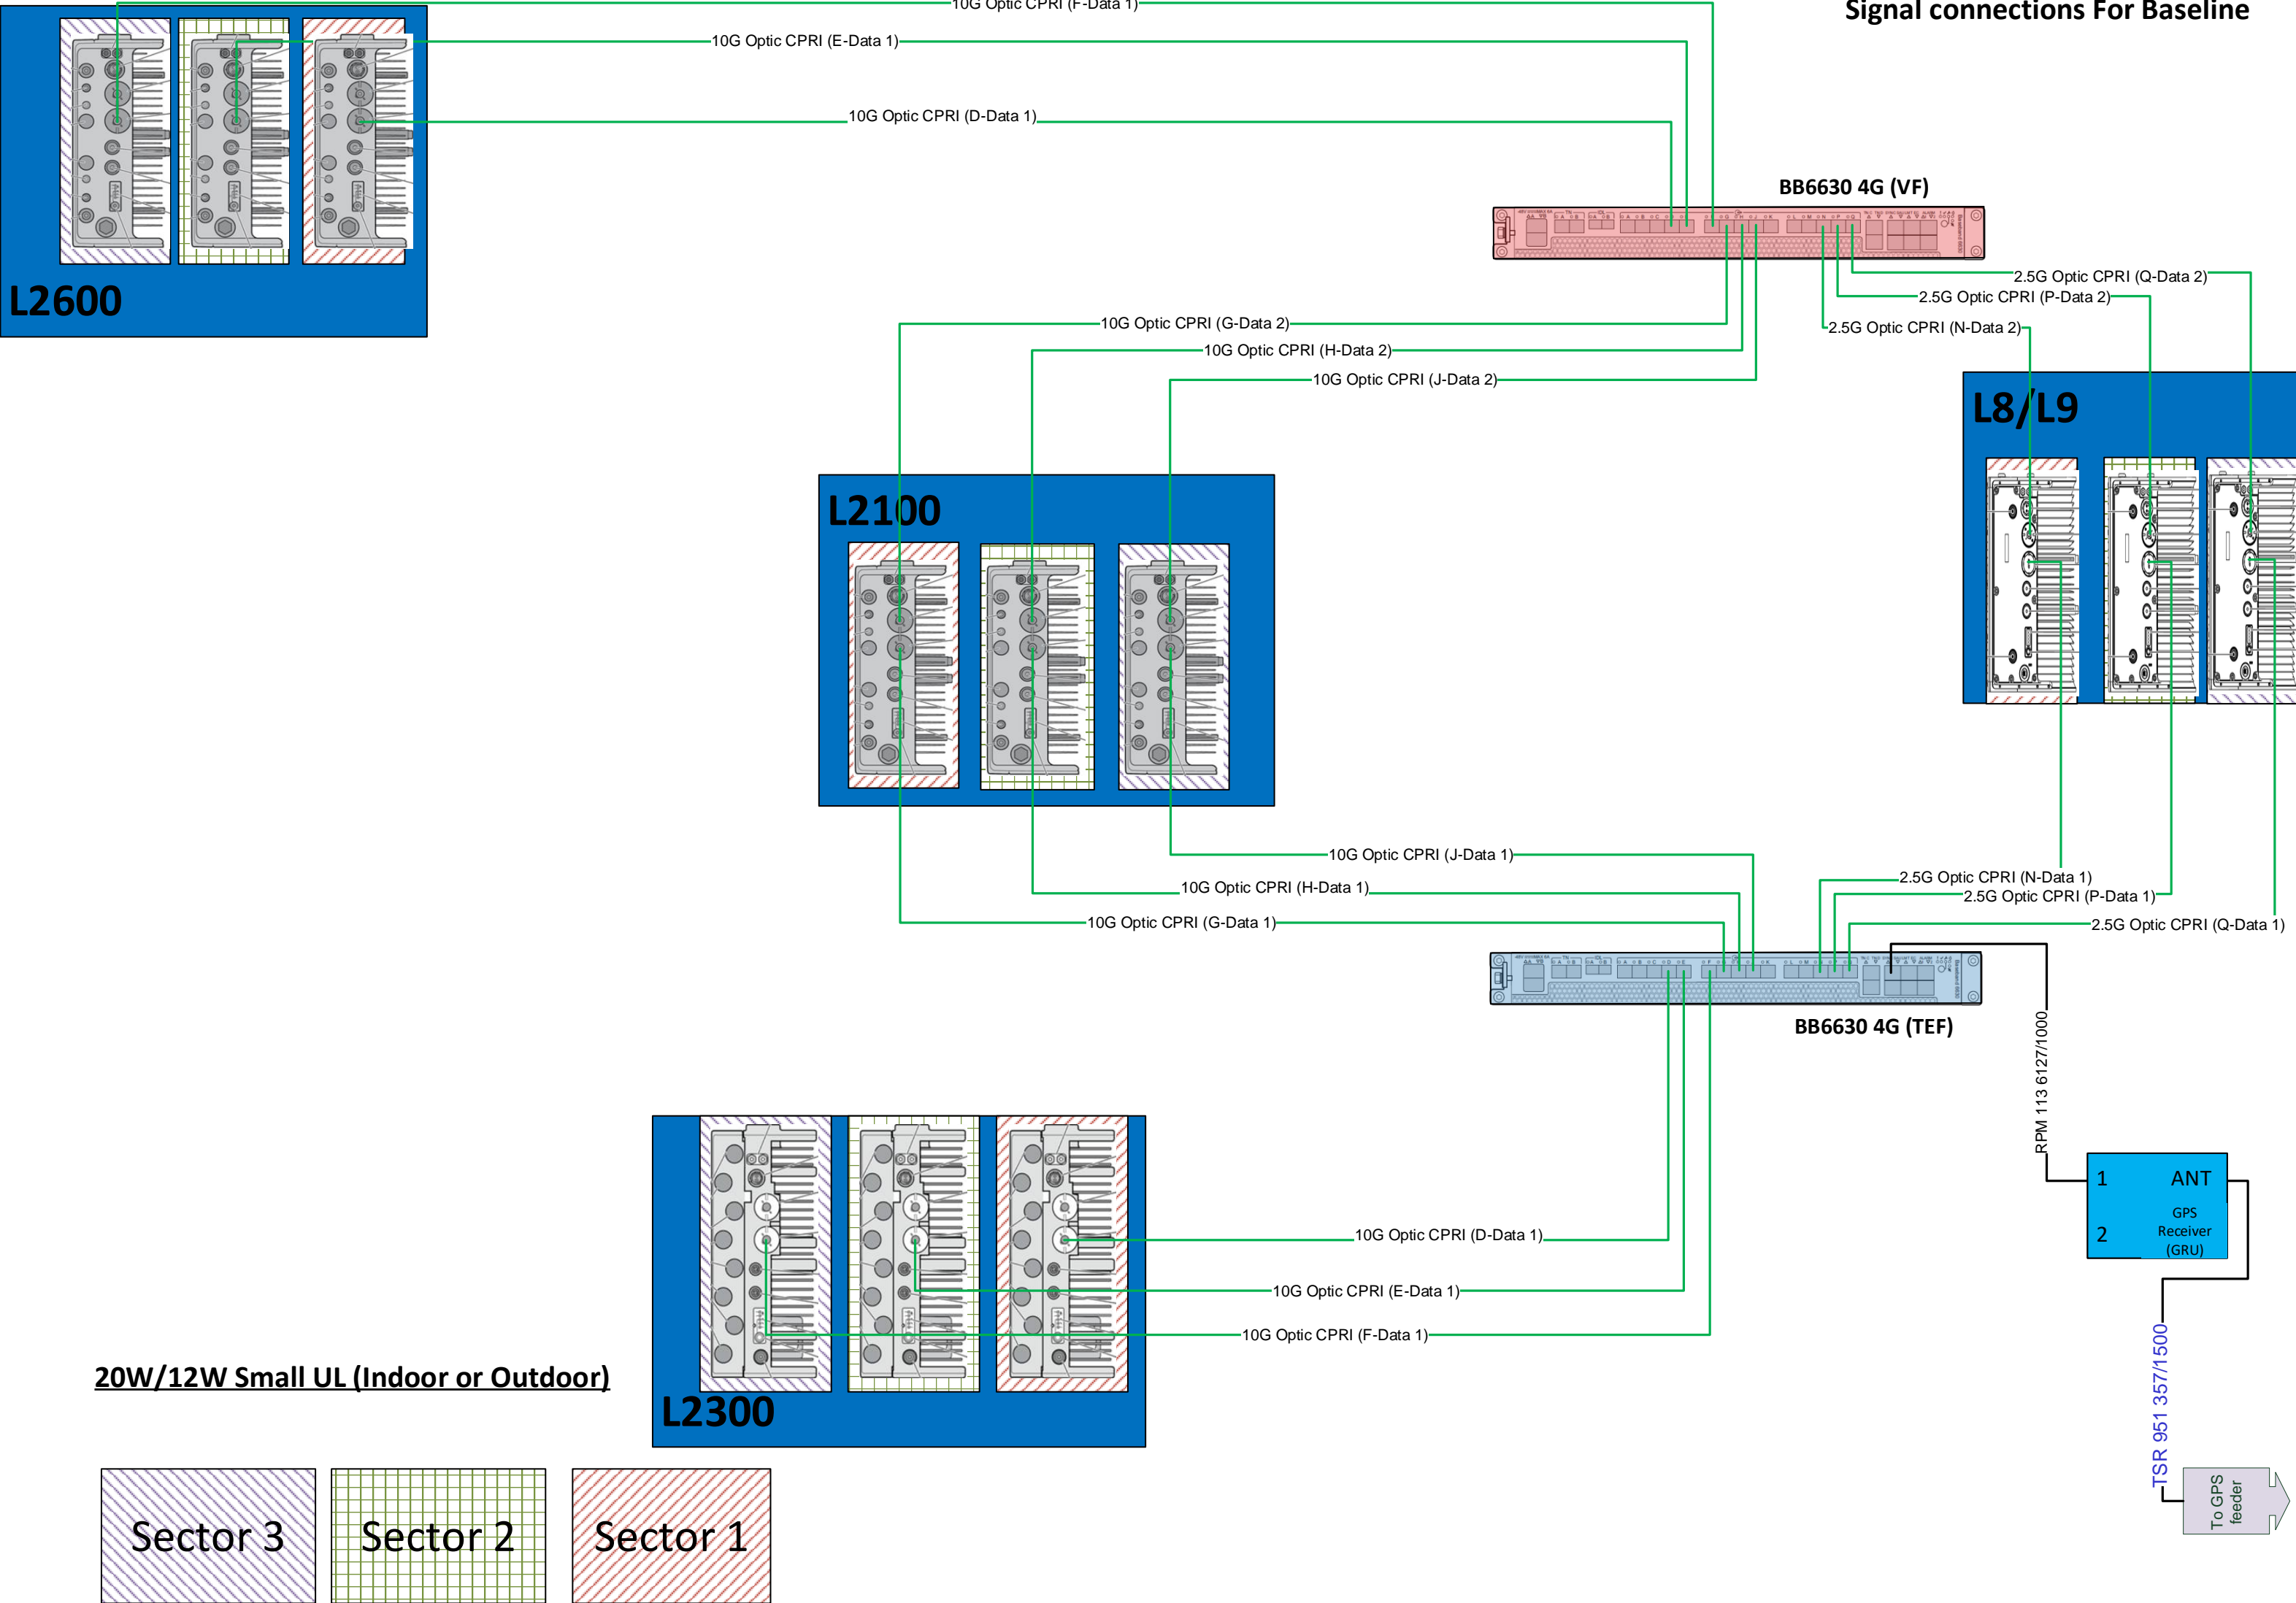 Signal connections For Baseline
10G Optic CPRI (F-Data 1)
10G Optic CPRI (E-Data 1)
10G Optic CPRI (D-Data 1)
L2600
BB6630 4G (VF)
2.5G Optic CPRI (Q-Data 2)
2.5G Optic CPRI (P-Data 2)
2.5G Optic CPRI (N-Data 2)
10G Optic CPRI (G-Data 2)
10G Optic CPRI (H-Data 2)
10G Optic CPRI (J-Data 2)
L8/L9
L2100
10G Optic CPRI (J-Data 1)
10G Optic CPRI (H-Data 1)
10G Optic CPRI (G-Data 1)
2.5G Optic CPRI (N-Data 1)
2.5G Optic CPRI (P-Data 1)
2.5G Optic CPRI (Q-Data 1)
BB6630 4G (TEF)
RPM 113 6127/1000
1 ANT
GPS
2 Receiver
(GRU)
10G Optic CPRI (D-Data 1)
10G Optic CPRI (E-Data 1)
10G Optic CPRI (F-Data 1)
TSR 951 357/1500
To GPS
feeder
20W/12W Small UL (Indoor or Outdoor)
L2300
Sector 3
Sector 2
Sector 1